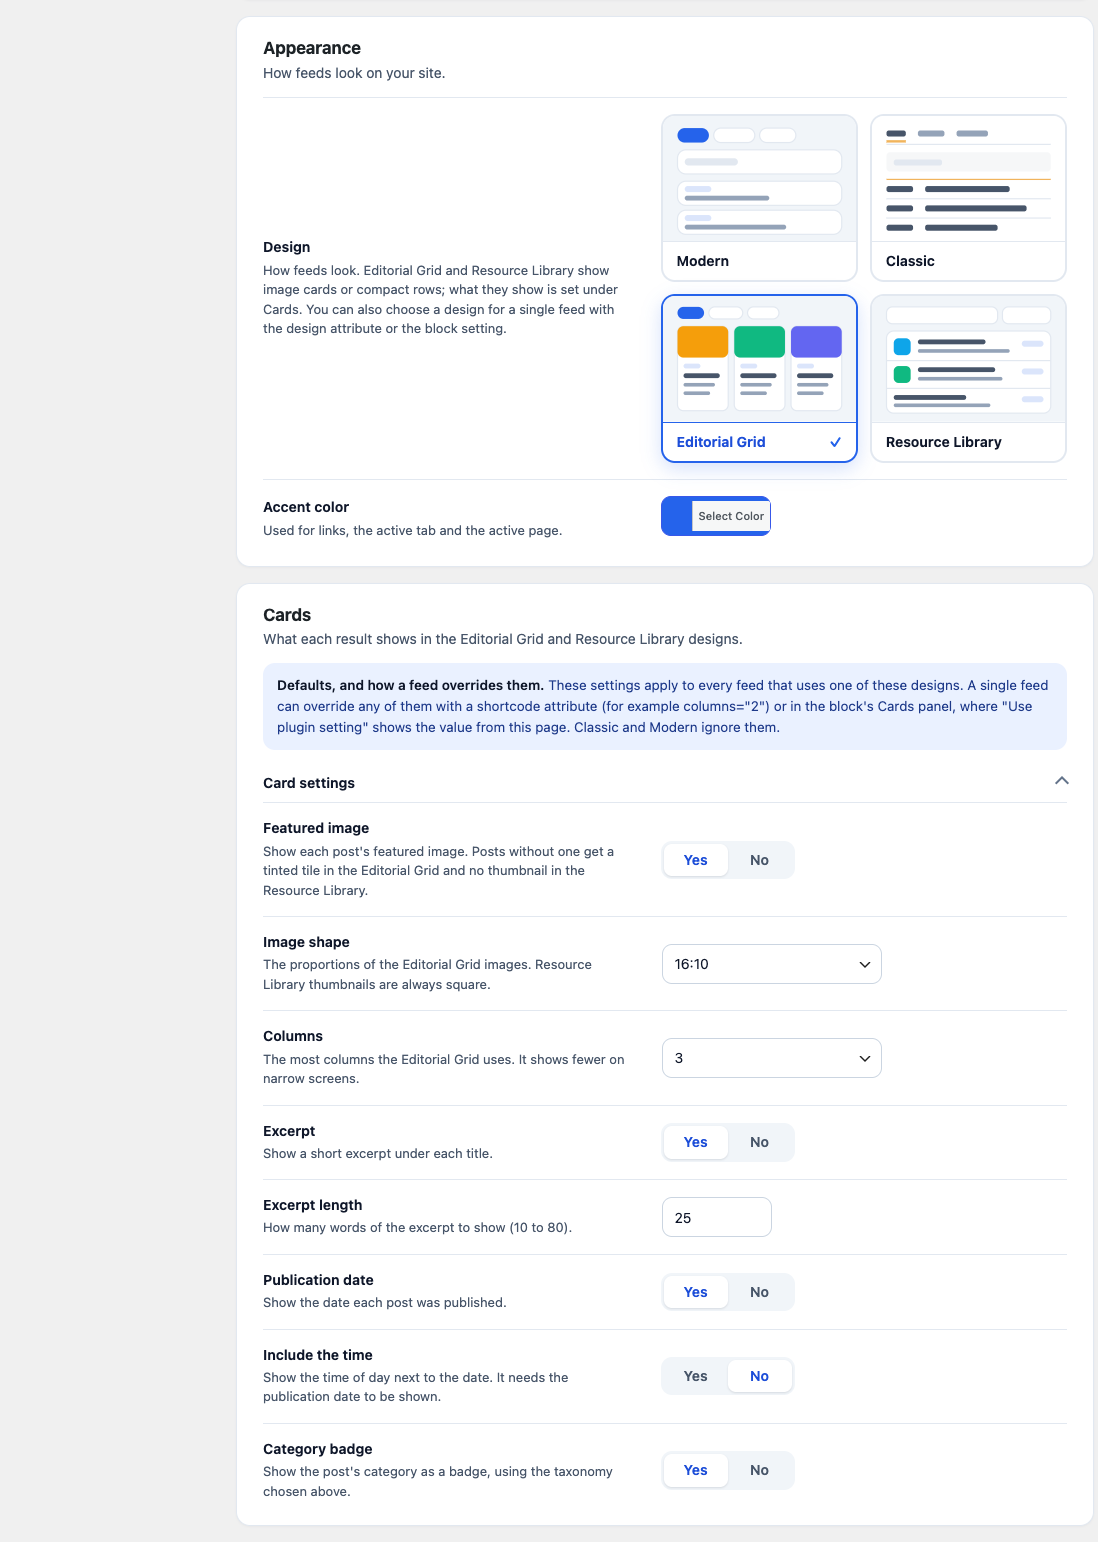 Appearance
How feeds look on your site.
Modern
Classic
Design
How feeds look. Editorial Grid and Resource Library show
image cards or compact rows; what they show is set under
Cards. You can also choose a design for a single feed with
the design attribute or the block setting.
Editorial Grid
Resource Library
Accent color
Used for links, the active tab and the active page.
Select Color
Cards
What each result shows in the Editorial Grid and Resource Library designs.
Defaults, and how a feed overrides them. These settings apply to every feed that uses one of these designs. A single feed
can override any of them with a shortcode attribute (for example columns="2") or in the block's Cards panel, where "Use
plugin setting" shows the value from this page. Classic and Modern ignore them.
Card settings
Featured image
Show each post's featured image. Posts without one get a
tinted tile in the Editorial Grid and no thumbnail in the
Resource Library.
Yes No
Image shape
The proportions of the Editorial Grid images. Resource
Library thumbnails are always square.
16:10
Columns
The most columns the Editorial Grid uses. It shows fewer on
narrow screens.
3
Excerpt
Show a short excerpt under each title.
Yes No
Excerpt length
How many words of the excerpt to show (10 to 80).
25
Publication date
Show the date each post was published.
Yes No
Include the time
Show the time of day next to the date. It needs the
publication date to be shown.
Yes No
Category badge
Show the post's category as a badge, using the taxonomy
chosen above.
Yes No